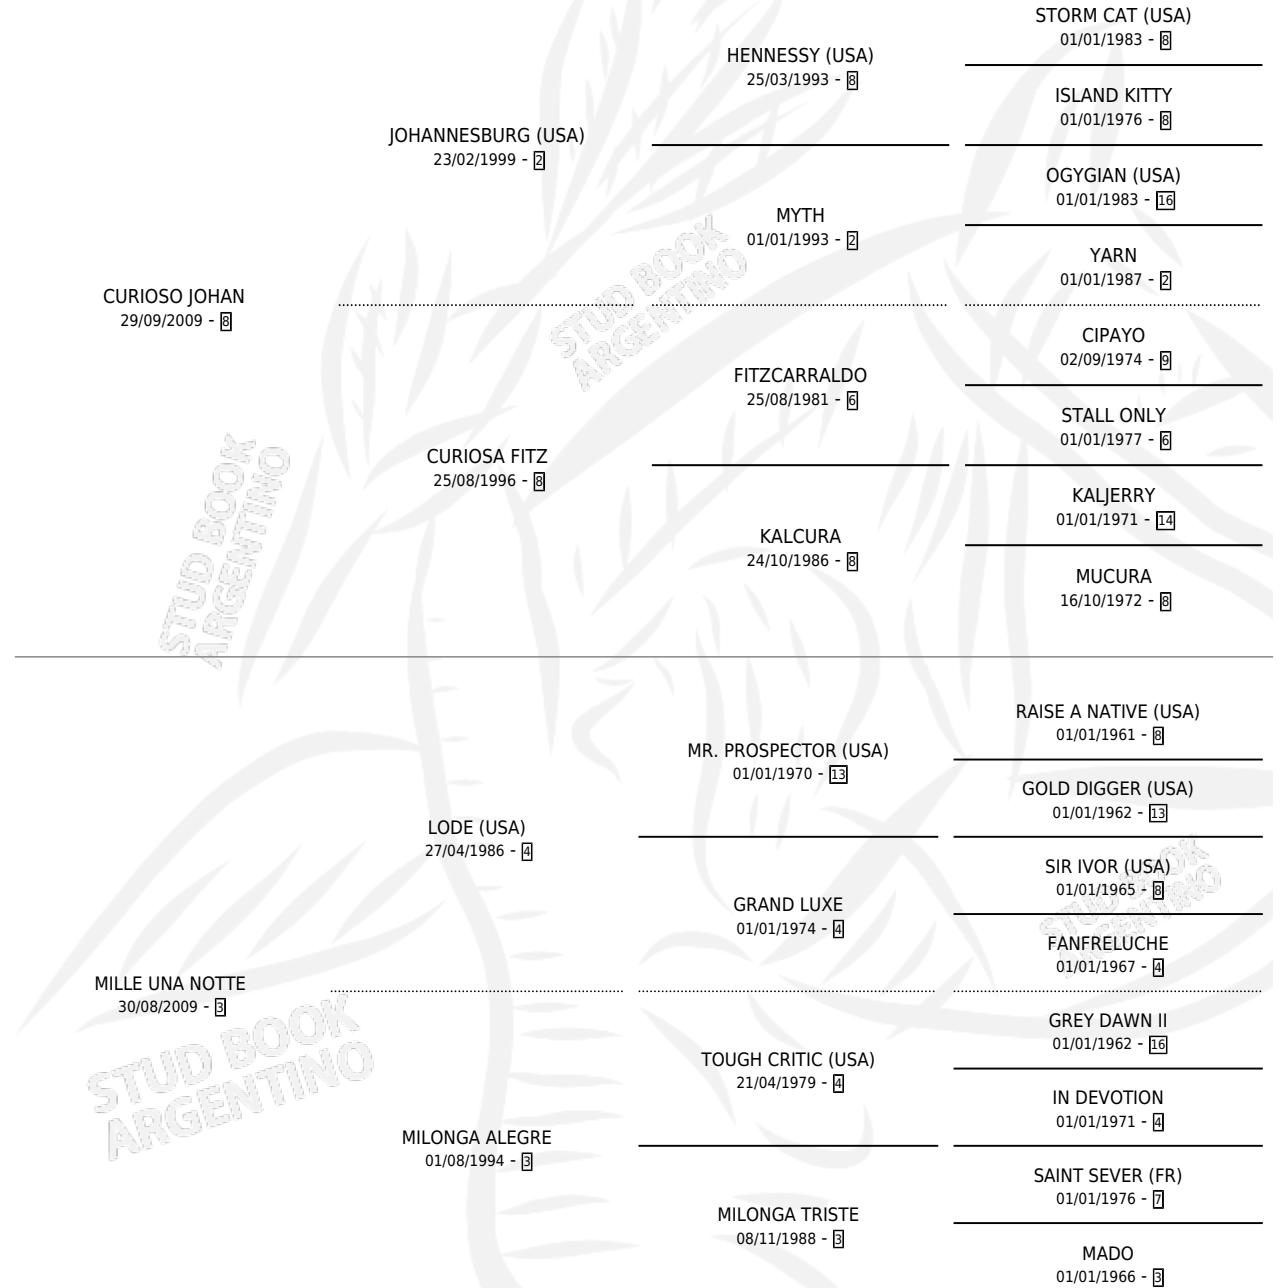 STORM CAT (USA)
01/01/1983 - 8
HENNESSY (USA)
25/03/1993 - 8
ISLAND KITTY
01/01/1976 - 8
JOHANNESBURG (USA)
23/02/1999 - 2
OGYGIAN (USA)
01/01/1983 - 16
MYTH
01/01/1993 - 2
YARN
01/01/1987 - 2
CURIOSO JOHAN
29/09/2009 - 8
CIPAYO
02/09/1974 - 9
FITZCARRALDO
25/08/1981 - 6
STALL ONLY
01/01/1977 - 6
CURIOSA FITZ
25/08/1996 - 8
KALJERRY
01/01/1971 - 14
KALCURA
24/10/1986 - 8
MUCURA
16/10/1972 - 8
RAISE A NATIVE (USA)
01/01/1961 - 8
MR. PROSPECTOR (USA)
01/01/1970 - 13
GOLD DIGGER (USA)
01/01/1962 - 13
LODE (USA)
27/04/1986 - 4
SIR IVOR (USA)
01/01/1965 - 8
GRAND LUXE
01/01/1974 - 4
FANFRELUCHE
01/01/1967 - 4
MILLE UNA NOTTE
30/08/2009 - 3
GREY DAWN II
01/01/1962 - 16
TOUGH CRITIC (USA)
21/04/1979 - 4
IN DEVOTION
01/01/1971 - 4
MILONGA ALEGRE
01/08/1994 - 3
SAINT SEVER (FR)
01/01/1976 - 7
MILONGA TRISTE
08/11/1988 - 3
MADO
01/01/1966 - 3
STUD BOOK
ARGENTINO
STUD BOOK
ARGENTINO
STUD BOOK
ARGENTINO
STUD BOOK
ARGENTINO